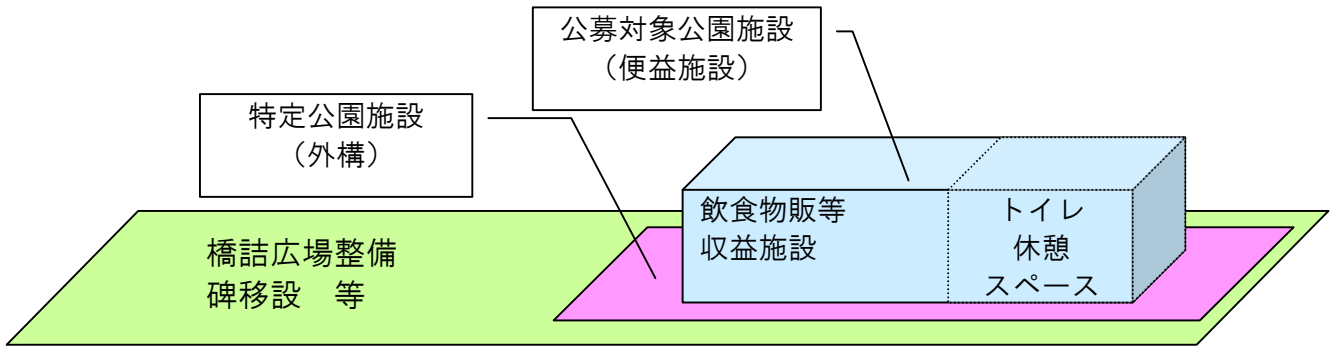 公募対象公園施設
（便益施設）
特定公園施設
（外構）
飲食物販等
収益施設
トイレ
休憩
スペース
橋詰広場整備
碑移設　等